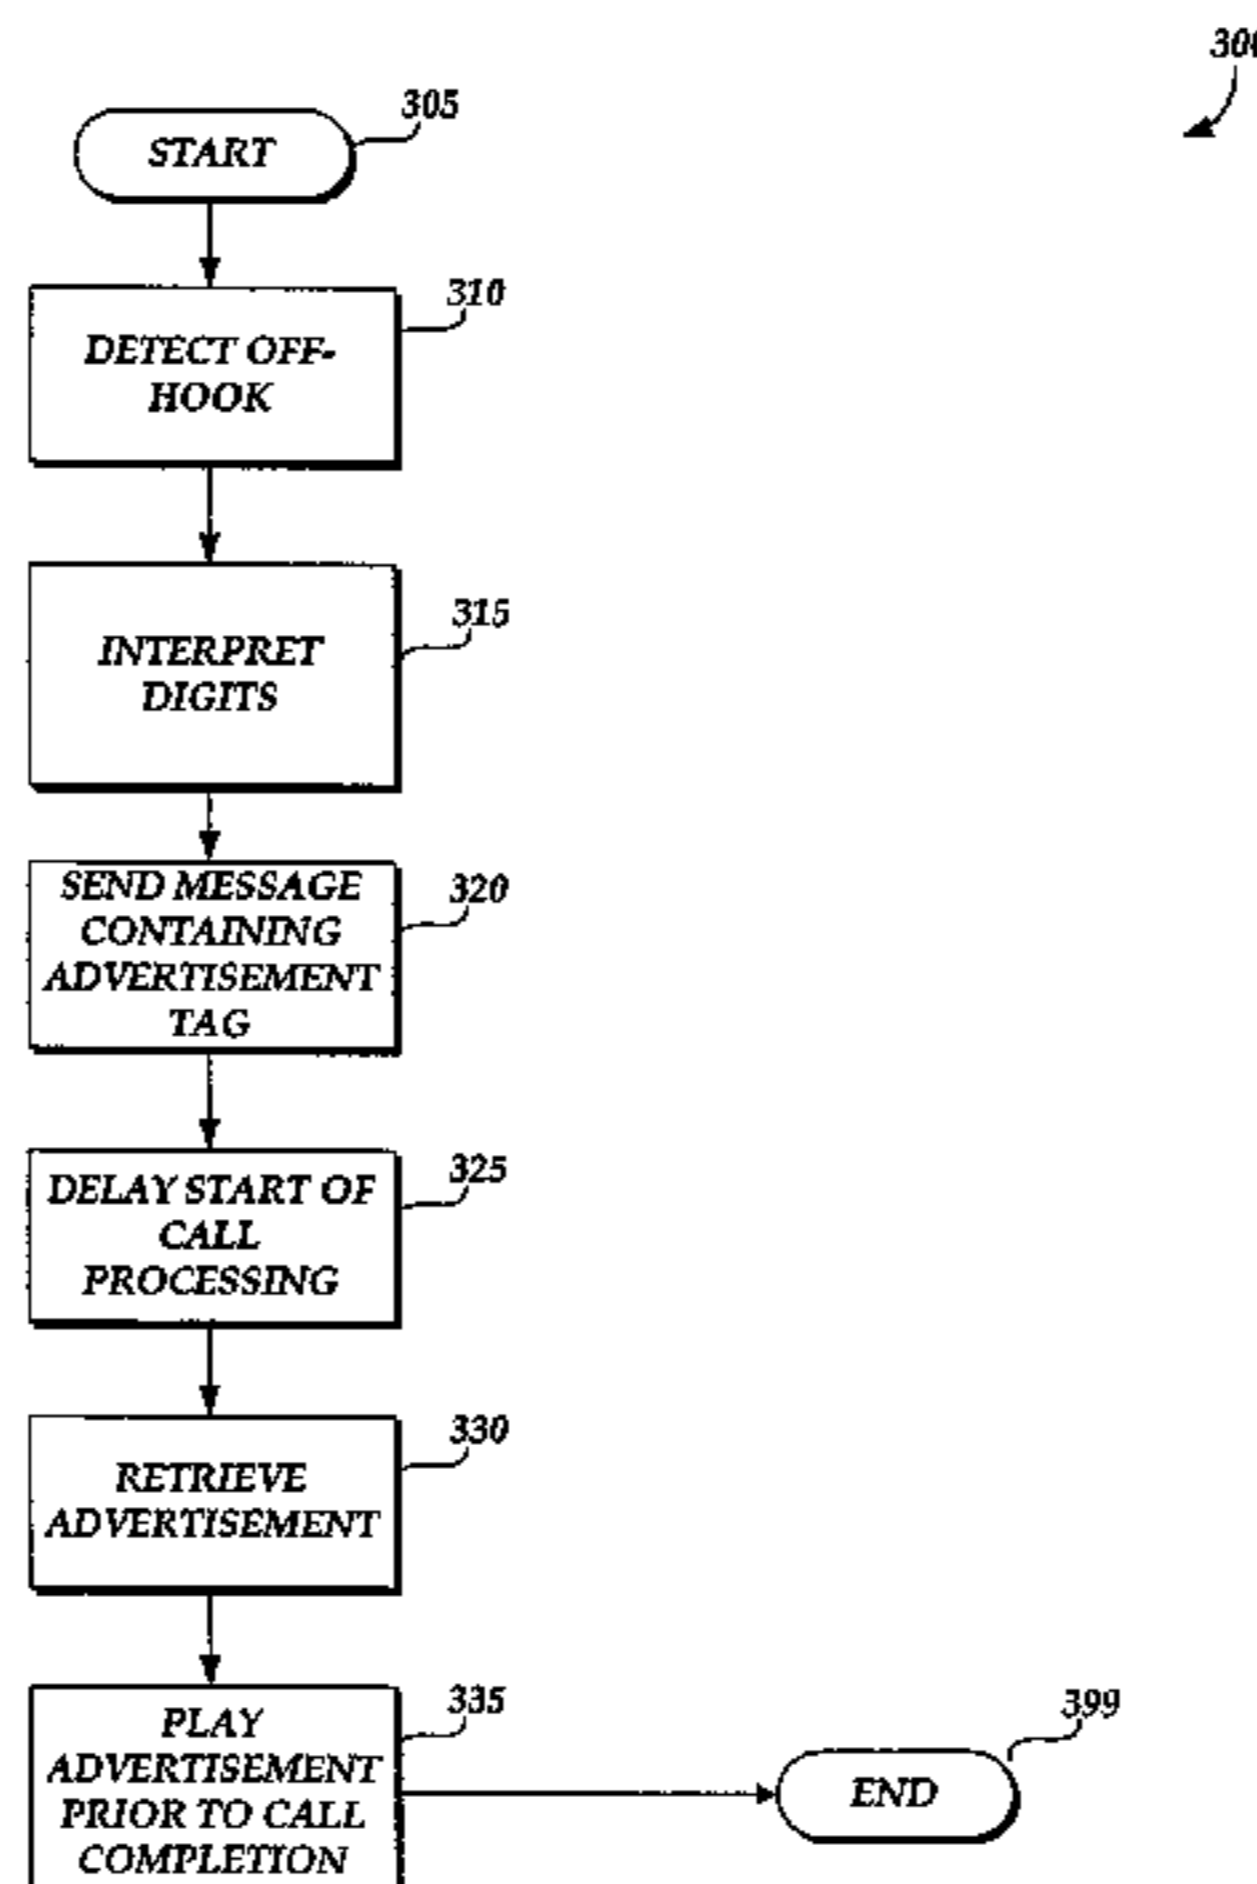 300
305
START
310
DETECT OFF-
HOOK
315
INTERPRET
DIGITS
320
SEND MESSAGE
CONTAINING
ADVERTISEMENT
TAG
325
DELAY START OF
CALL
PROCESSING
330
RETRIEVE
ADVERTISEMENT
335
PLAY
ADVERTISEMENT
PRIOR TO CALL
COMPLETION
399
END